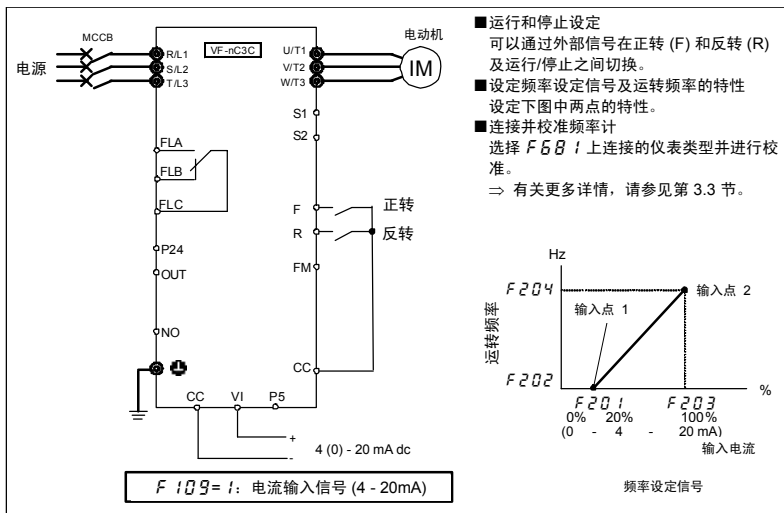 MCCB
电源
R/L1
S/L2
T/L3
VF-nC3C
U/T1
V/T2
W/T3
电动机
IM
S1
S2
FLA
FLB
FLC
F
正转
R
反转
P24
OUT
FM
NO
CC
CC VI P5
+
4 (0) - 20 mA dc
-
F109=1: 电流输入信号 (4 - 20mA)
■运行和停止设定
可以通过外部信号在正转 (F) 和反转 (R)
及运行/停止之间切换。
■设定频率设定信号及运转频率的特性
设定下图中两点的特性。
■连接并校准频率计
选择 F681 上连接的仪表类型并进行校
准。
⇒ 有关更多详情，请参见第 3.3 节。
Hz
F204
输入点 2
输入点 1
运转频率
F202
%
F201 F203
0% 20% 100%
(0 - 4 - 20 mA)
输入电流
频率设定信号